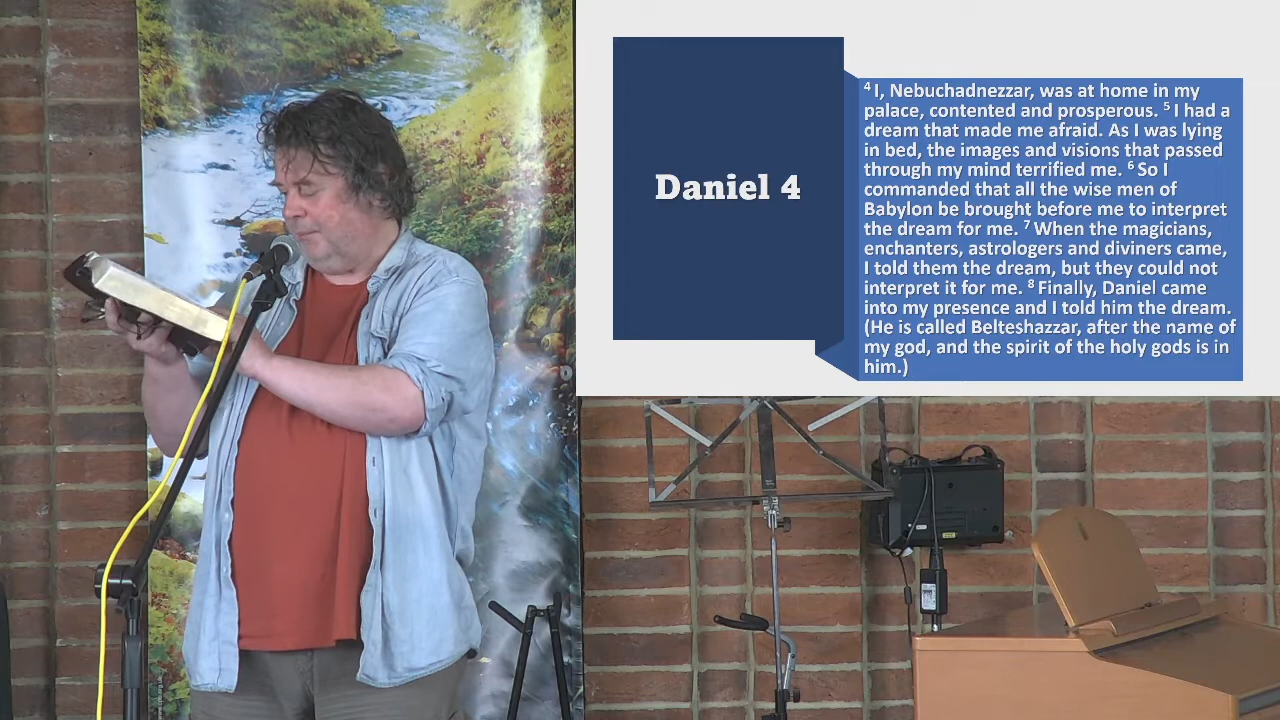 Daniel 4
4 I, Nebuchadnezzar, was at home in my
palace, contented and prosperous. 5 I had a
dream that made me afraid. As I was lying
in bed, the images and visions that passed
through my mind terrified me. 6 So I
commanded that all the wise men of
Babylon be brought before me to interpret
the dream for me. 7 When the magicians,
enchanters, astrologers and diviners came,
I told them the dream, but they could not
interpret it for me. 8 Finally, Daniel came
into my presence and I told him the dream.
(He is called Belteshazzar, after the name of
my god, and the spirit of the holy gods is in
him.)